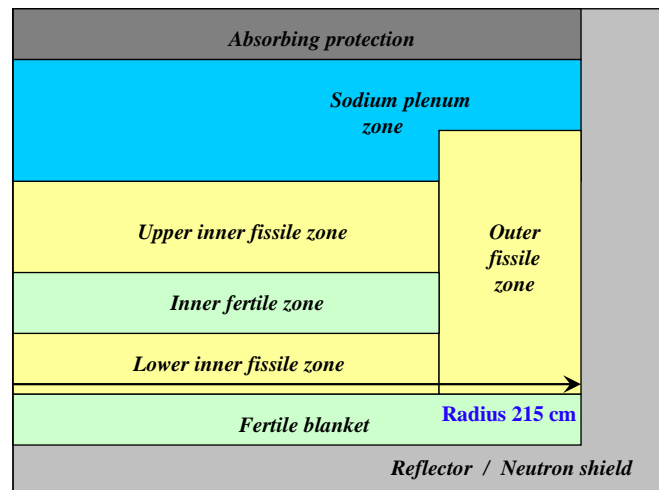 Absorbing protection
Sodium plenum
zone
Upper inner fissile zone
Outer
fissile
zone
Inner fertile zone
Lower inner fissile zone
Radius 215 cm
Fertile blanket
Reflector / Neutron shield